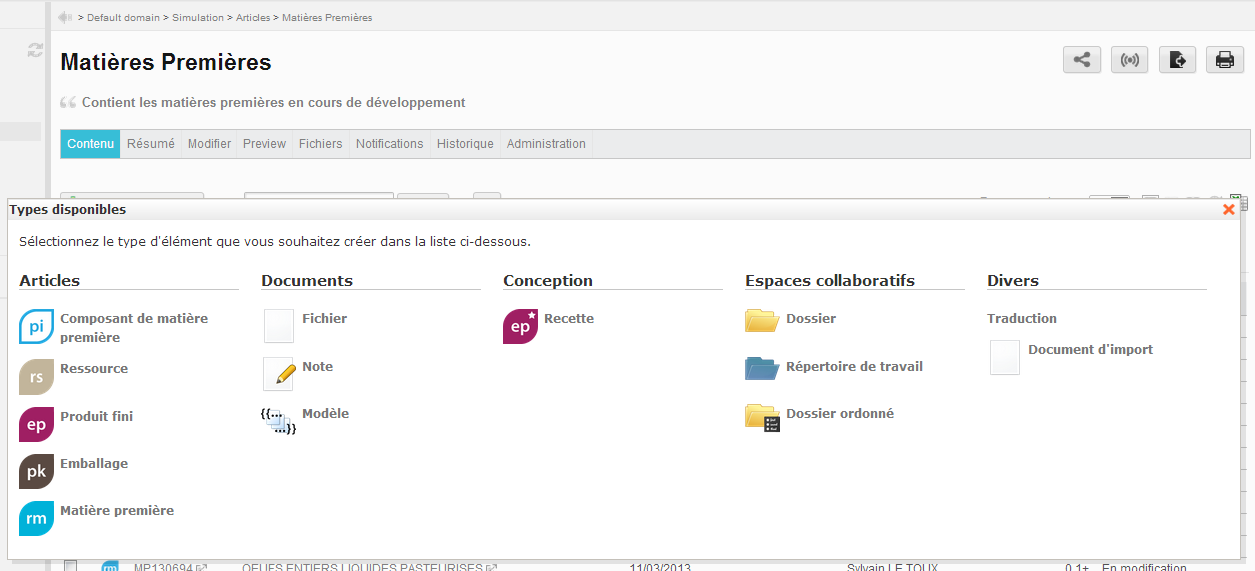 > Default domain > Simulation > Articles > Matières Premières
Matières Premières
Contient les matières premières en cours de développement
Contenu Résumé Modifier Preview Fichiers Notifications Historique Administration
Types disponibles
Sélectionnez le type d'élément que vous souhaitez créer dans la liste ci-dessous.
Articles
pi Composant de matière
première
rs Ressource
ep Produit fini
pk Emballage
rm Matière première
Documents
Fichier
Note
{{... Modèle
...}}
Conception
ep Recette
Espaces collaboratifs
Dossier
Répertoire de travail
Dossier ordonné
Divers
Traduction
Document d'import
rm MP130694 OEUFS ENTIERS LIQUIDES PASTEURISES 11/03/2013 Sylvain LE TOUX 0.1+ En modification